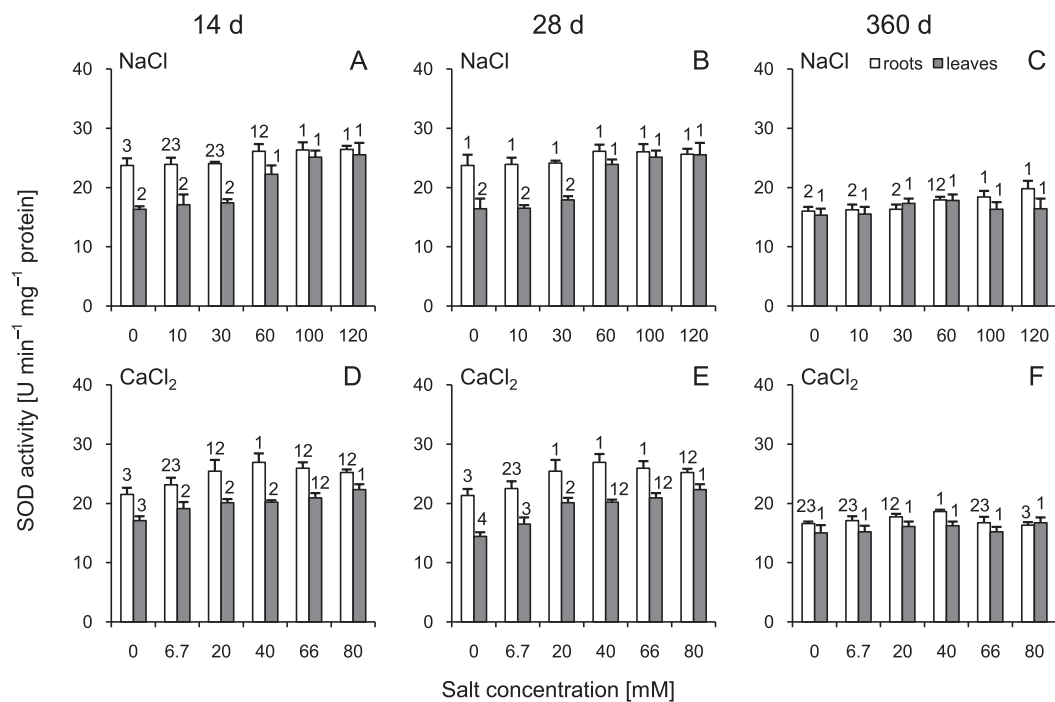 14 d
28 d
360 d
NaCl A
40
30
20
10
0
3 2 23 2 23 2 12 1 1 1 1 1
0 10 30 60 100 120
NaCl B
40
30
20
10
0
1 2 1 2 1 2 1 1 1 1 1 1
0 10 30 60 100 120
NaCl roots leaves C
40
30
20
10
0
2 1 2 1 2 1 12 1 1 1 1 1
0 10 30 60 100 120
CaCl₂ D
40
30
20
10
0
3 3 23 2 12 2 1 2 12 12 12 1
0 6.7 20 40 66 80
CaCl₂ E
40
30
20
10
0
3 4 23 3 1 2 1 12 1 12 12 1
0 6.7 20 40 66 80
CaCl₂ F
40
30
20
10
0
23 1 23 1 12 1 1 1 23 1 3 1
0 6.7 20 40 66 80
SOD activity [U min⁻¹ mg⁻¹ protein)
Salt concentration [mM]